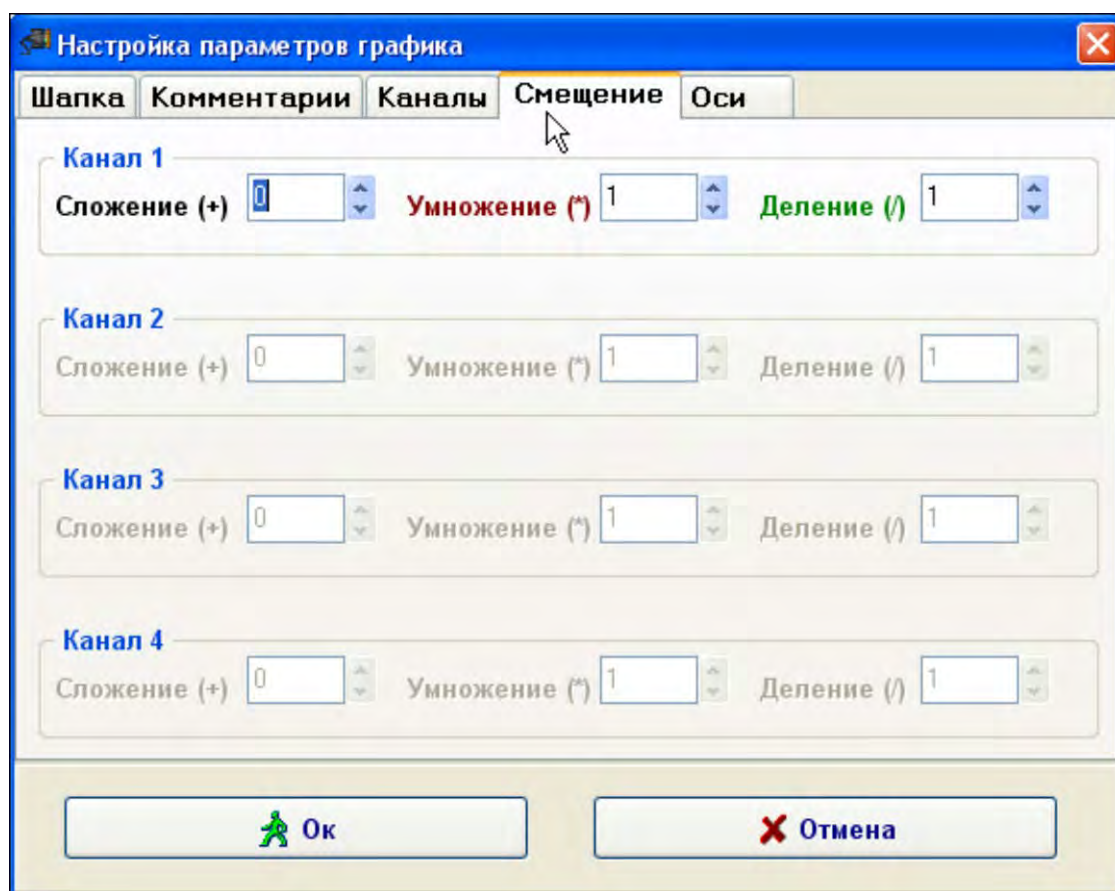 Настройка параметров графика
Шапка Комментарии Каналы Смещение Оси
Канал 1
Сложение (+) 0 Умножение (*) 1 Деление (/) 1
Канал 2
Сложение (+) 0 Умножение (*) 1 Деление (/) 1
Канал 3
Сложение (+) 0 Умножение (*) 1 Деление (/) 1
Канал 4
Сложение (+) 0 Умножение (*) 1 Деление (/) 1
Ок Отмена